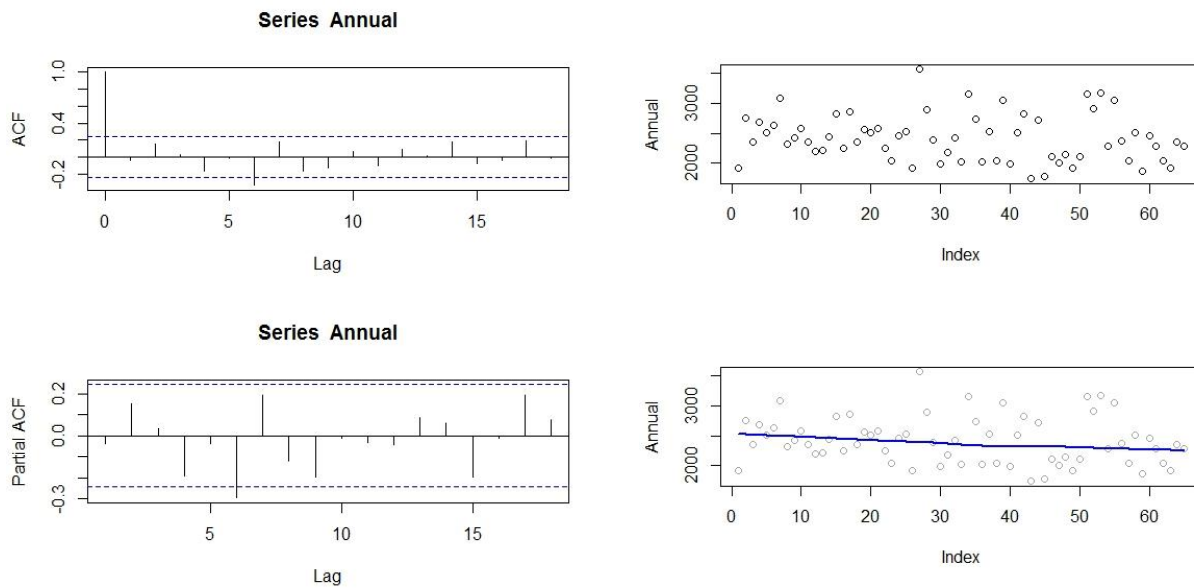 Series Annual
ACF
-0.2 0.4 1.0
0 5 10 15
Lag
Annual
2000 3000
0 10 20 30 40 50 60
Index
Series Annual
Partial ACF
-0.3 0.0 0.2
5 10 15
Lag
Annual
2000 3000
0 10 20 30 40 50 60
Index